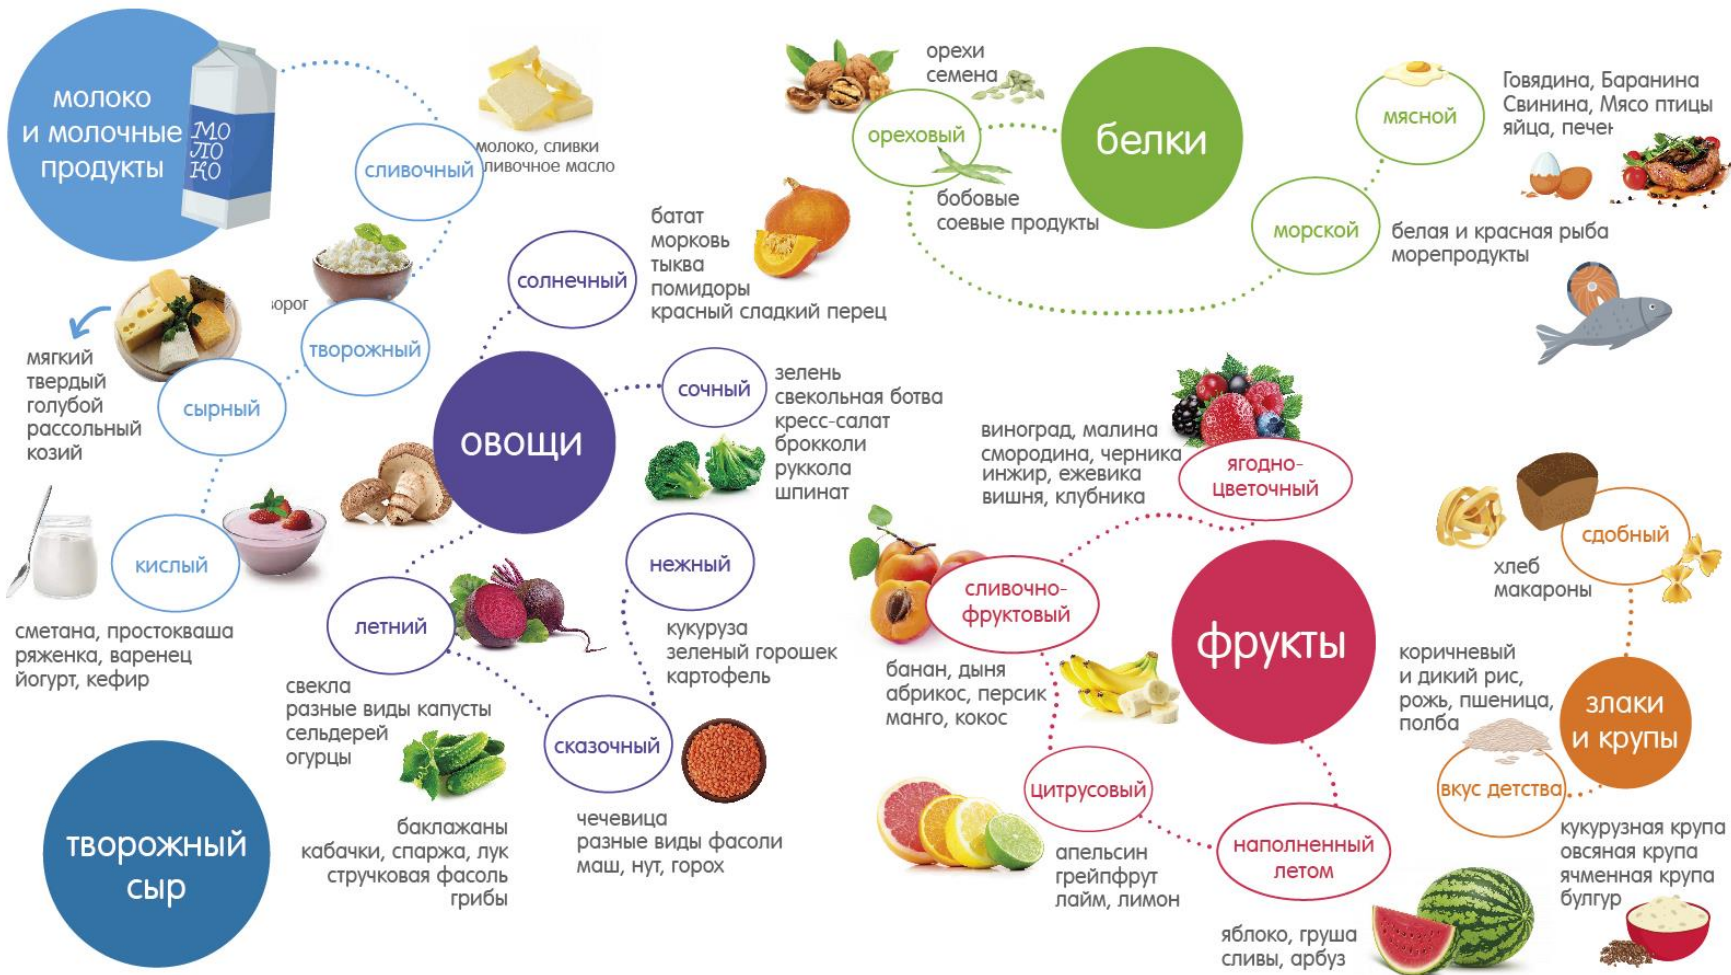 молоко
и молочные
продукты
МО
ЛО
КО
сливочный
молоко, сливки
ливочное масло
творожный
орог
сырный
мягкий
твердый
голубой
рассольный
козий
кислый
сметана, простокваша
ряженка, варенец
йогурт, кефир
творожный
сыр
овощи
солнечный
батат
морковь
тыква
помидоры
красный сладкий перец
сочный
зелень
свекольная ботва
кресс-салат
брокколи
руккола
шпинат
нежный
кукуруза
зеленый горошек
картофель
летний
свекла
разные виды капусты
сельдерей
огурцы
баклажаны
кабачки, спаржа, лук
стручковая фасоль
грибы
сказочный
чечевица
разные виды фасоли
маш, нут, горох
белки
ореховый
орехи
семена
бобовые
соевые продукты
морской
белая и красная рыба
морепродукты
мясной
Говядина, Баранина
Свинина, Мясо птицы
яйца, печен
фрукты
ягодно-
цветочный
виноград, малина
смородина, черника
инжир, ежевика
вишня, клубника
сливочно-
фруктовый
банан, дыня
абрикос, персик
манго, кокос
цитрусовый
апельсин
грейпфрут
лайм, лимон
наполненный
летом
яблоко, груша
сливы, арбуз
злаки
и крупы
сдобный
хлеб
макароны
коричневый
и дикий рис,
рожь, пшеница,
полба
вкус детства
кукурузная крупа
овсяная крупа
ячменная крупа
булгур